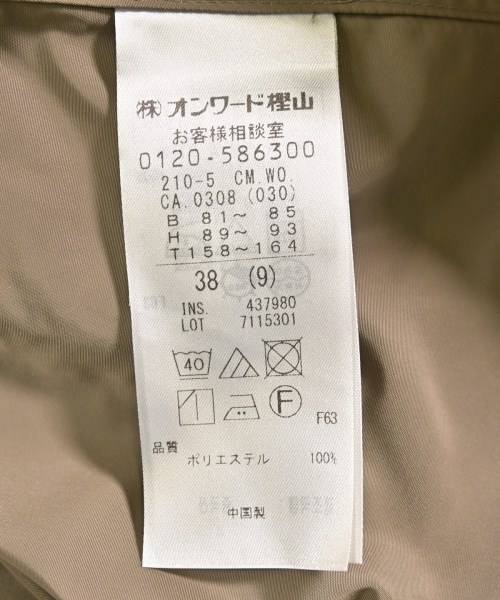 ㈱オンワード樫山
お客様相談室
0120-586300
210-5 CM.WO.
CA.0308 (030)
B 81〜 85
H 89〜 93
T 158〜164
38 (9)
INS. 437980
LOT 7115301
40
F
F63
品質
ポリエステル 100%
中国製